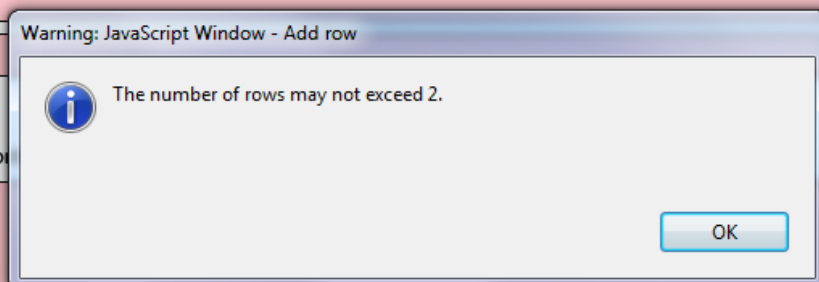 Warning: JavaScript Window - Add row
The number of rows may not exceed 2.
OK